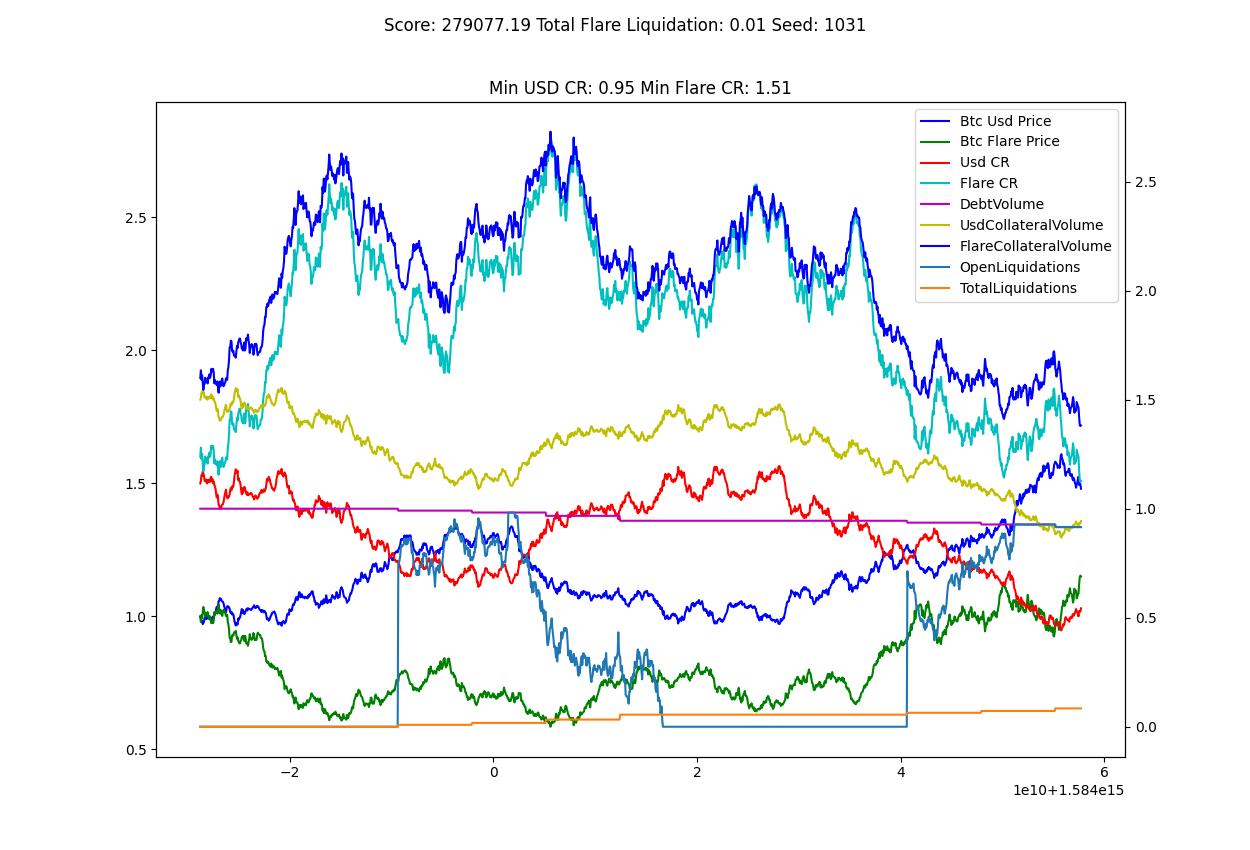 Score: 279077.19 Total Flare Liquidation: 0.01 Seed: 1031
Min USD CR: 0.95 Min Flare CR: 1.51
Btc Usd Price
Btc Flare Price
Usd CR
Flare CR
DebtVolume
UsdCollateralVolume
FlareCollateralVolume
OpenLiquidations
TotalLiquidations
2.5
2.0
1.5
1.0
0.5
2.5
2.0
1.5
1.0
0.5
0.0
−2
0
2
4
6
1e10+1.584e15